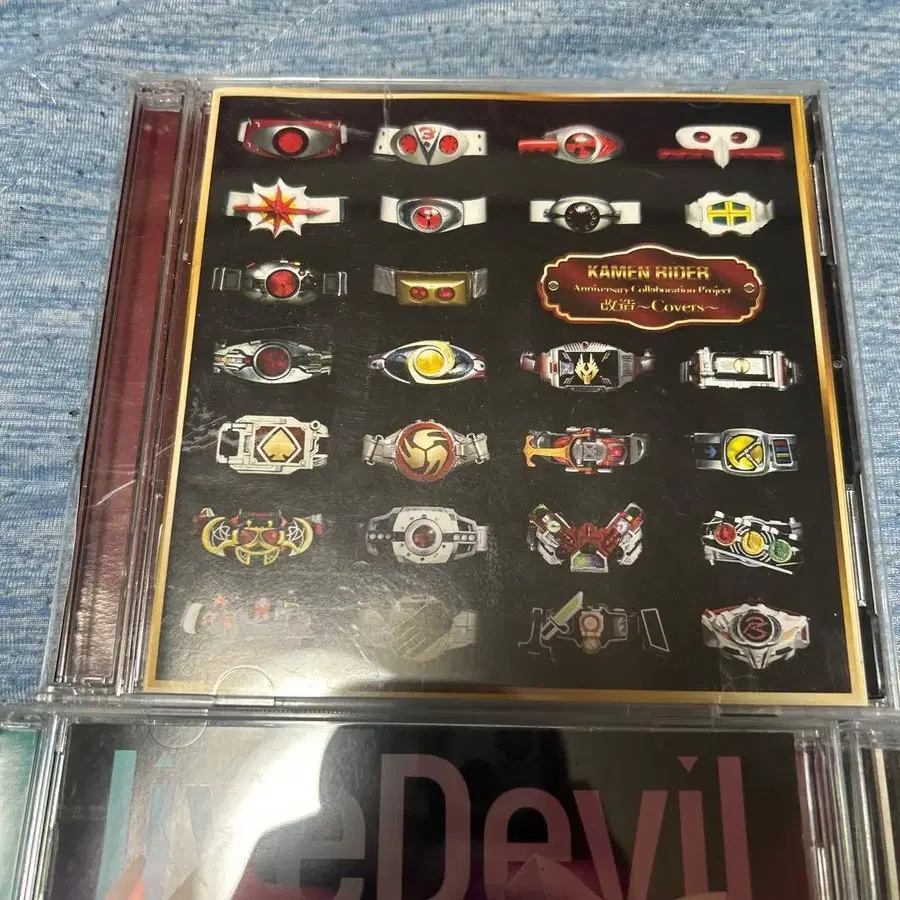 KAMEN RIDER
Anniversary Collaboration Project
改造～Covers～
liveDevil